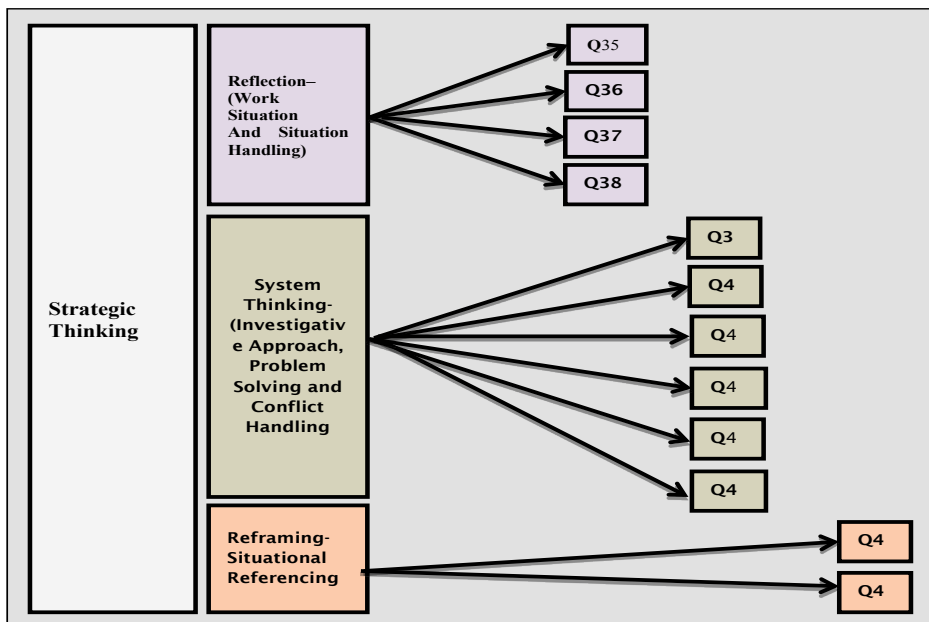 Strategic
Thinking
Reflection–
(Work
Situation
And Situation
Handling)
Q35
Q36
Q37
Q38
System
Thinking-
(Investigativ
e Approach,
Problem
Solving and
Conflict
Handling
Q3
Q4
Q4
Q4
Q4
Q4
Reframing-
Situational
Referencing
Q4
Q4